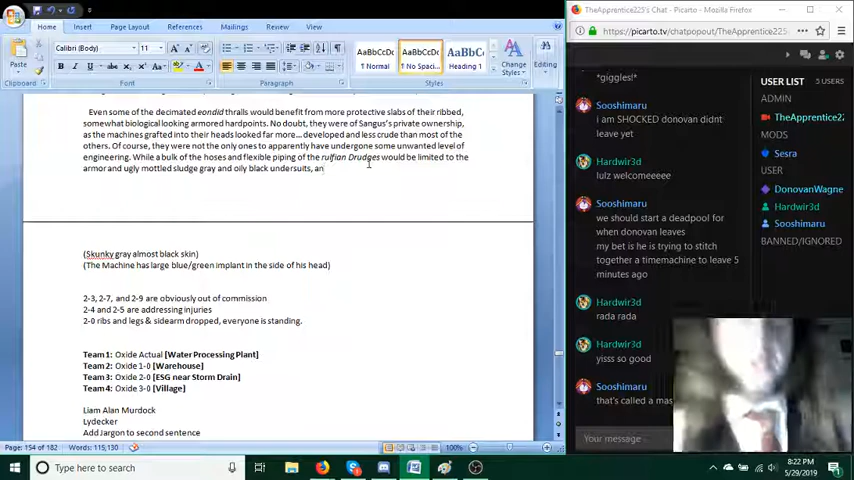 TheApprentice225's Chat - Picarto - Mozilla Firefox
https://picarto.tv/chatpopout/TheApprentice225
Home
Insert
Page Layout
References
Mailings
Review
View
Calibri (Body)
11
Paste
Clipboard
Font
Paragraph
AaBbCcDc
AaBbCcDc
AaBbCc
¶ Normal
¶ No Spaci...
Heading 1
Change
Styles
Styles
Editing
Even some of the decimated eondid thralls would benefit from more protective slabs of their ribbed,
somewhat biological looking armored hardpoints. No doubt, they were of Sangus's private ownership,
as the machines grafted into their heads looked far more... developed and less crude than most of the
others. Of course, they were not the only ones to apparently have undergone some unwanted level of
engineering. While a bulk of the hoses and flexible piping of the rulfian Drudges would be limited to the
armor and ugly mottled sludge gray and oily black undersuits, an
(Skunky gray almost black skin)
(The Machine has large blue/green implant in the side of his head)
2-3, 2-7, and 2-9 are obviously out of commission
2-4 and 2-5 are addressing injuries
2-0 ribs and legs & sidearm dropped, everyone is standing.
Team 1: Oxide Actual [Water Processing Plant]
Team 2: Oxide 1-0 [Warehouse]
Team 3: Oxide 2-0 [ESG near Storm Drain]
Team 4: Oxide 3-0 [Village]
Liam Alan Murdock
Lydecker
Add Jargon to second sentence
Page: 154 of 182
Words: 115,130
100%
*giggles!*
Sooshimaru
i am SHOCKED donovan didnt
leave yet
Hardwir3d
lulz welcomeeeee
Sooshimaru
we should start a deadpool for
when donovan leaves
my bet is he is trying to stitch
together a timemachine to leave 5
minutes ago
Hardwir3d
rada rada
Hardwir3d
yisss so good
Sooshimaru
that's called a mas
Your message
USER LIST
5 USERS
ADMIN
TheApprentice2
MODS
Sesra
USER
DonovanWagne
Hardwir3d
Sooshimaru
BANNED/IGNORED
Type here to search
8:22 PM
5/29/2019